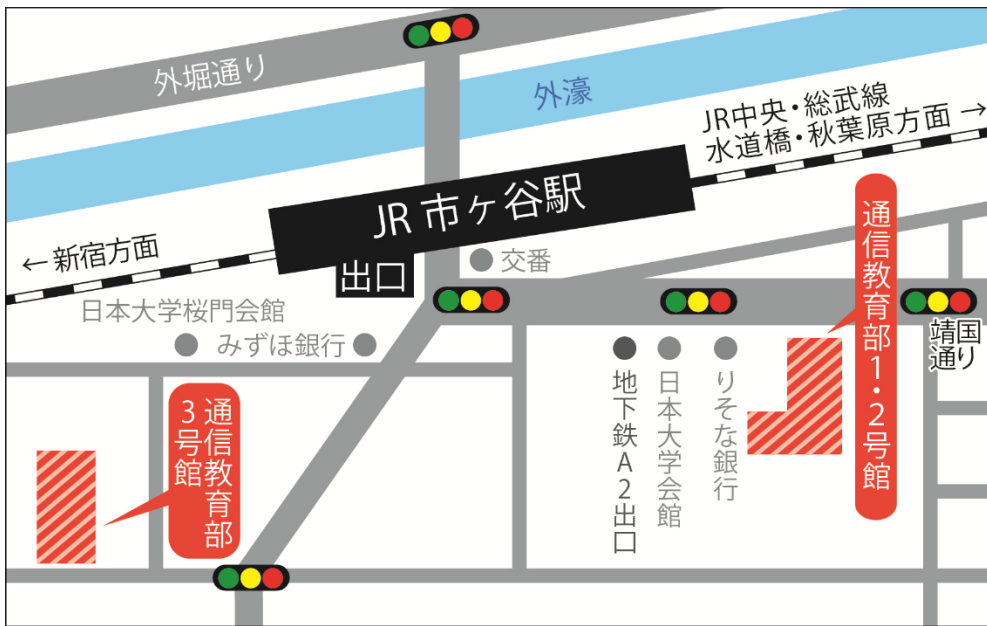 外堀通り
外濠
JR中央・総武線
水道橋・秋葉原方面 →
JR 市ヶ谷駅
← 新宿方面
出口
交番
日本大学桜門会館
みずほ銀行
靖国
通り
通信教育部1・2号館
地下鉄A2出口
日本大学会館
りそな銀行
通信教育部
3号館